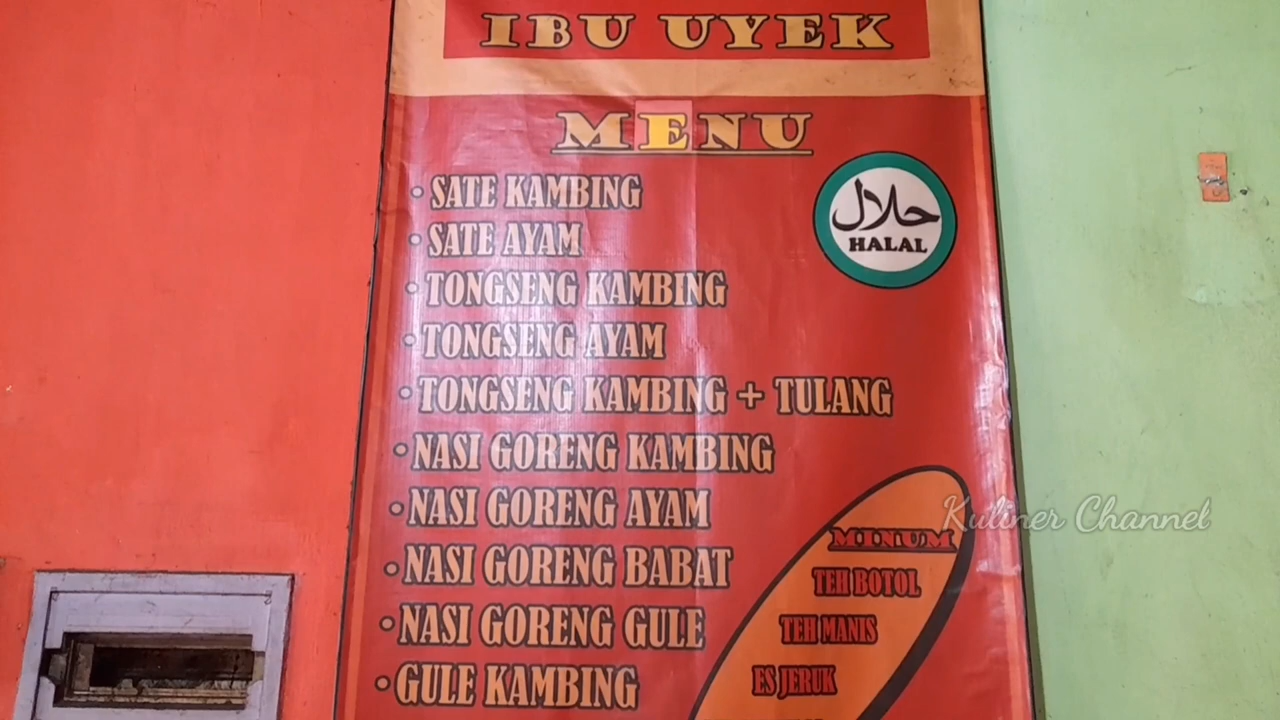 IBU UYEK
MENU
حلال
HALAL
• SATE KAMBING
• SATE AYAM
• TONGSENG KAMBING
• TONGSENG AYAM
• TONGSENG KAMBING + TULANG
• NASI GORENG KAMBING
• NASI GORENG AYAM
• NASI GORENG BABAT
• NASI GORENG GULE
• GULE KAMBING
MINUM
TEH BOTOL
TEH MANIS
ES JERUK
Kuliner Channel